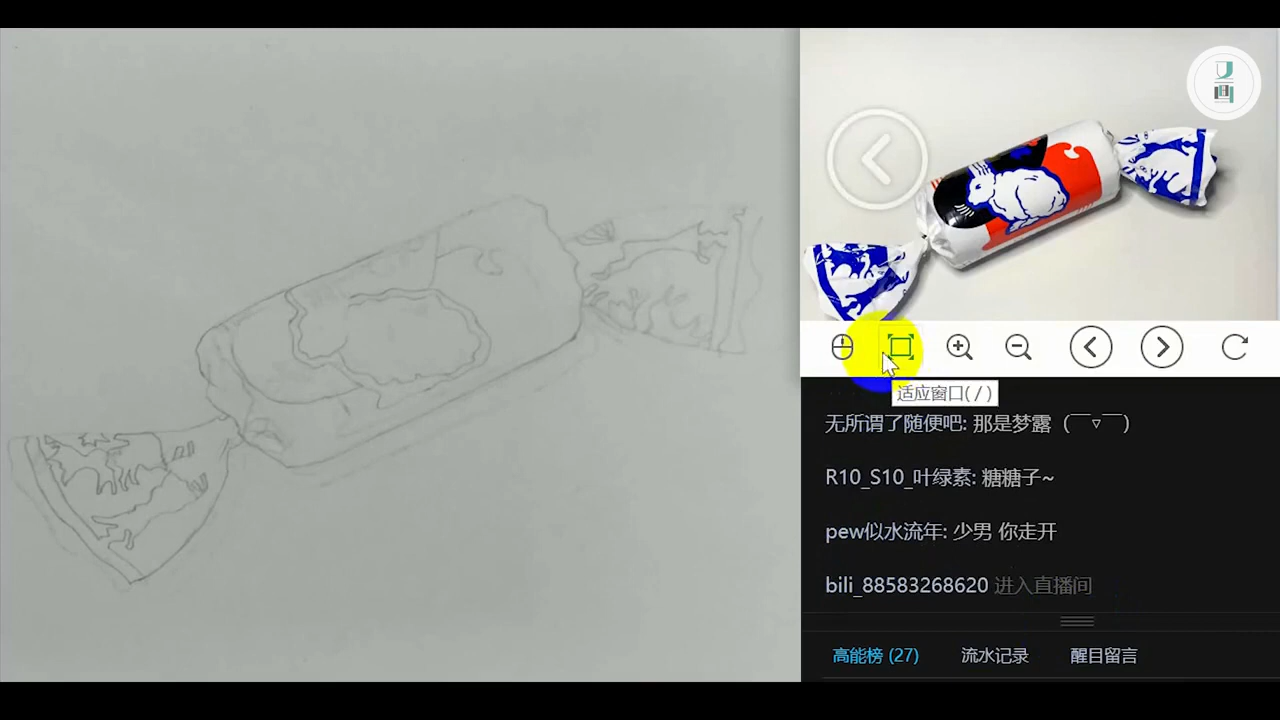 适应窗口( / )
无所谓了随便吧: 那是梦露（￣▽￣）
R10_S10_叶绿素: 糖糖子~
pew似水流年: 少男 你走开
bili_88583268620 进入直播间
高能榜 (27) 流水记录 醒目留言